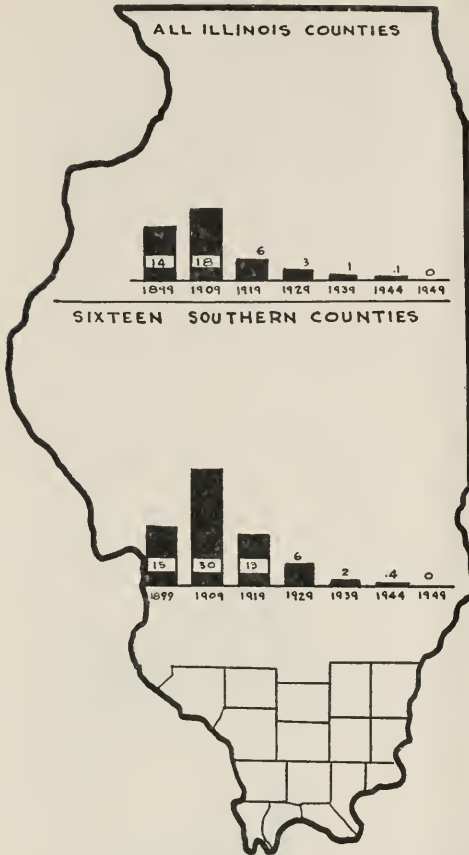 ALL ILLINOIS COUNTIES
14 18 6 3 1 .1 0
1899 1909 1919 1929 1939 1944 1949
SIXTEEN SOUTHERN COUNTIES
15 30 13 6 2 .4 0
1899 1909 1919 1929 1939 1944 1949